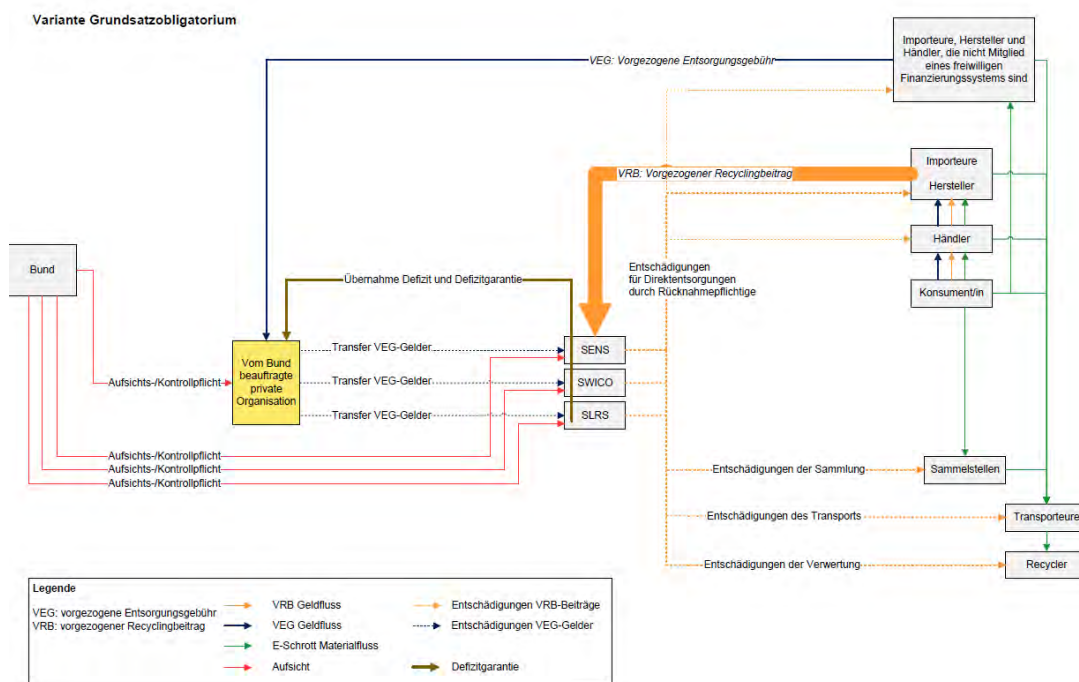 Variante Grundsatzobligatorium
Importeure, Hersteller und
Händler, die nicht Mitglied
eines freiwilligen
Finanzierungssystems sind
VEG: Vorgezogene Entsorgungsgebühr
VRB: Vorgezogener Recyclingbeitrag
Importeure
Hersteller
Händler
Konsument/in
Bund
Übernahme Defizit und Defizitgarantie
Entschädigungen
für Direktentsorgungen
durch Rücknahmepflichtige
Vom Bund
beauftragte
private
Organisation
Aufsichts-/Kontrollpflicht
Transfer VEG-Gelder
Transfer VEG-Gelder
Transfer VEG-Gelder
SENS
SWICO
SLRS
Aufsichts-/Kontrollpflicht
Aufsichts-/Kontrollpflicht
Aufsichts-/Kontrollpflicht
Entschädigungen der Sammlung
Sammelstellen
Entschädigungen des Transports
Transporteure
Entschädigungen der Verwertung
Recycler
Legende
VEG: vorgezogene Entsorgungsgebühr
VRB: vorgezogener Recyclingbeitrag
VRB Geldfluss
VEG Geldfluss
E-Schrott Materialfluss
Aufsicht
Entschädigungen VRB-Beiträge
Entschädigungen VEG-Gelder
Defizitgarantie